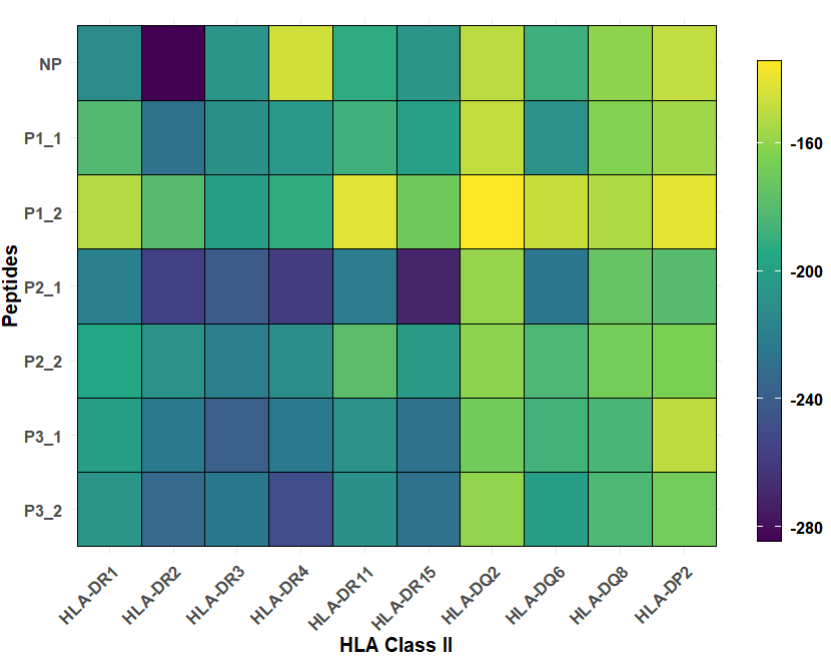 Peptides
NP
P1_1
P1_2
P2_1
P2_2
P3_1
P3_2
HLA-DR1
HLA-DR2
HLA-DR3
HLA-DR4
HLA-DR11
HLA-DR15
HLA-DQ2
HLA-DQ6
HLA-DQ8
HLA-DP2
HLA Class II
-160
-200
-240
-280